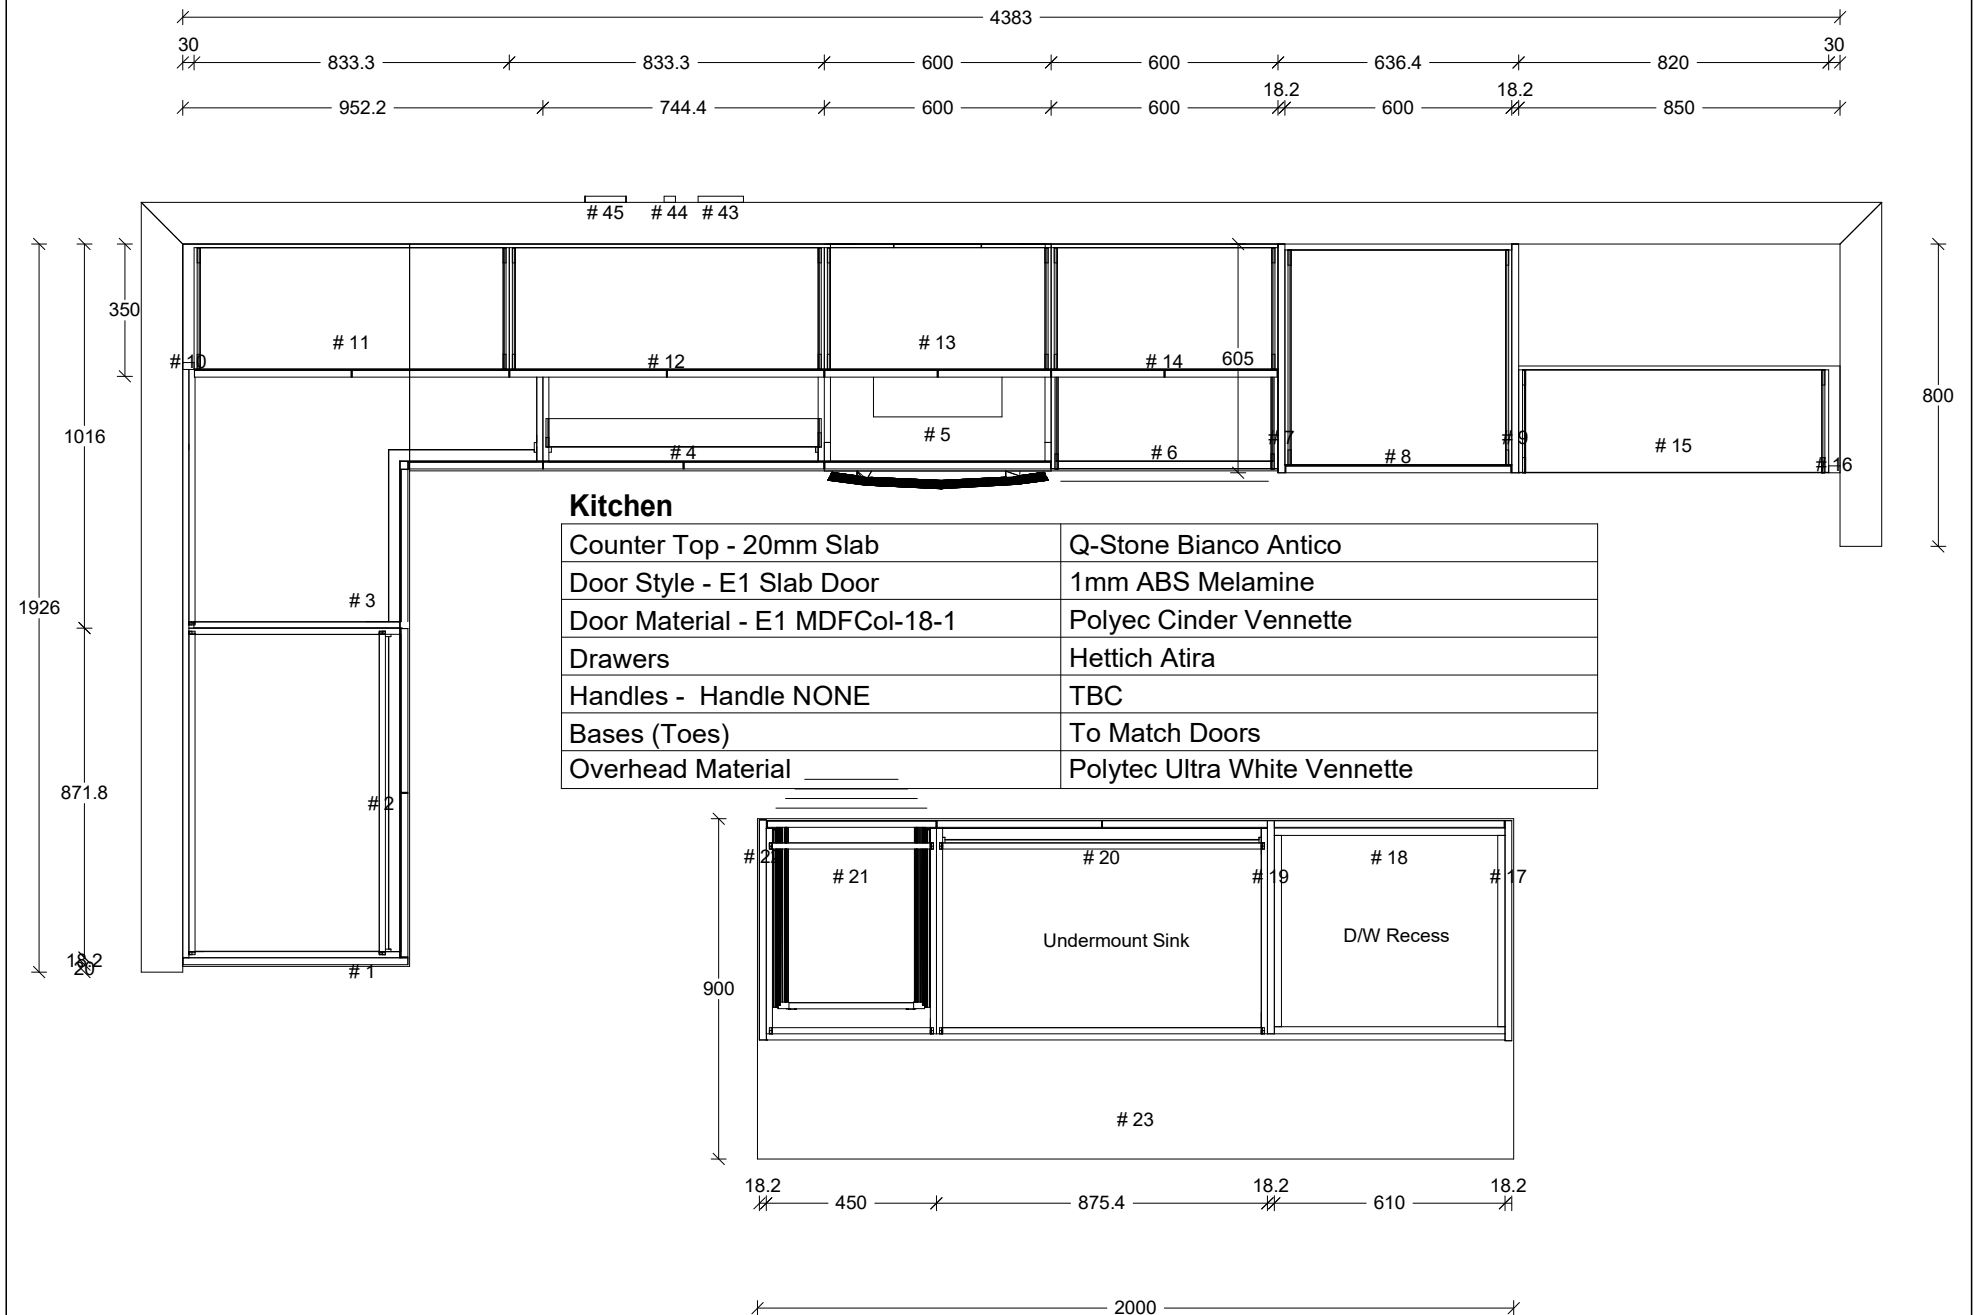 4383
30 833.3 833.3 600 600 636.4 820 30
952.2 744.4 600 600 18.2 600 18.2 850
# 45 # 44 # 43
350
# 11 # 13
# 10 # 12 # 14 605
800
1016
# 5
# 7 # 9
# 4 # 6 # 8 # 15
# 16
Kitchen
Counter Top - 20mm Slab Q-Stone Bianco Antico
Door Style - E1 Slab Door 1mm ABS Melamine
Door Material - E1 MDFCol-18-1 Polyec Cinder Vennette
Drawers Hettich Atira
Handles - Handle NONE TBC
Bases (Toes) To Match Doors
Overhead Material Polytec Ultra White Vennette
1926
# 3
871.8
# 2
18.2
20
# 1
# 20 # 18
# 21 # 19 # 17
Undermount Sink D/W Recess
900
# 23
18.2 450 875.4 18.2 610 18.2
2000